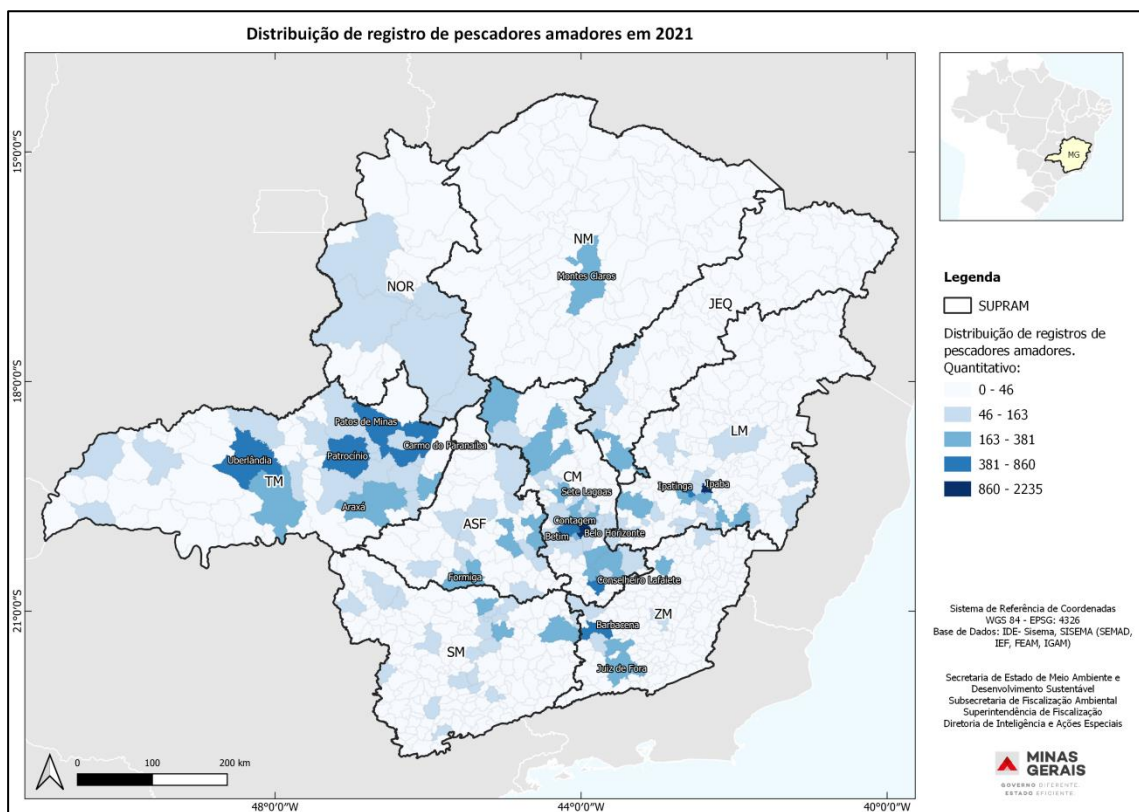 Distribuição de registro de pescadores amadores em 2021
15°0'0"S
18°0'0"S
21°0'0"S
NM
Montes Claros
NOR
JEQ
LM
Patos de Minas
Carmo do Paranaíba
Uberlândia
Patrocínio
TM
Araxá
CM
Sete Lagoas
Ipatinga
Inaba
ASF
Contagem
Betim
Belo Horizonte
Formiga
Conselheiro Lafaiete
ZM
Barbacena
SM
Juiz de Fora
0 100 200 km
48°0'0"W
44°0'0"W
40°0'0"W
MG
Legenda
SUPRAM
Distribuição de registros de
pescadores amadores.
Quantitativo:
0 - 46
46 - 163
163 - 381
381 - 860
860 - 2235
Sistema de Referência de Coordenadas
WGS 84 - EPSG: 4326
Base de Dados: IDE- Sisema, SISEMA (SEMAD,
IEF, FEAM, IGAM)
Secretaria de Estado de Meio Ambiente e
Desenvolvimento Sustentável
Subsecretaria de Fiscalização Ambiental
Superintendência de Fiscalização
Diretoria de Inteligência e Ações Especiais
MINAS
GERAIS
GOVERNO DIFERENTE.
ESTADO EFICIENTE.